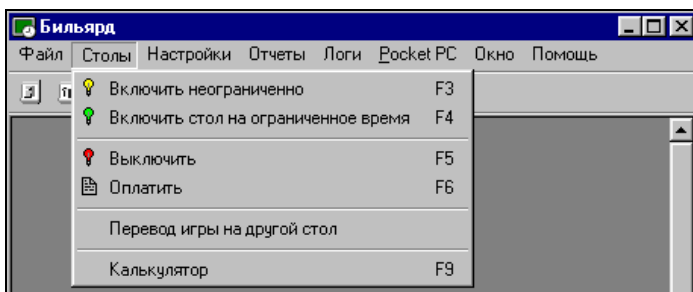 Бильярд
Файл Столы Настройки Отчеты Логи Pocket PC Окно Помощь
Включить неограниченно F3
Включить стол на ограниченное время F4
Выключить F5
Оплатить F6
Перевод игры на другой стол
Калькулятор F9